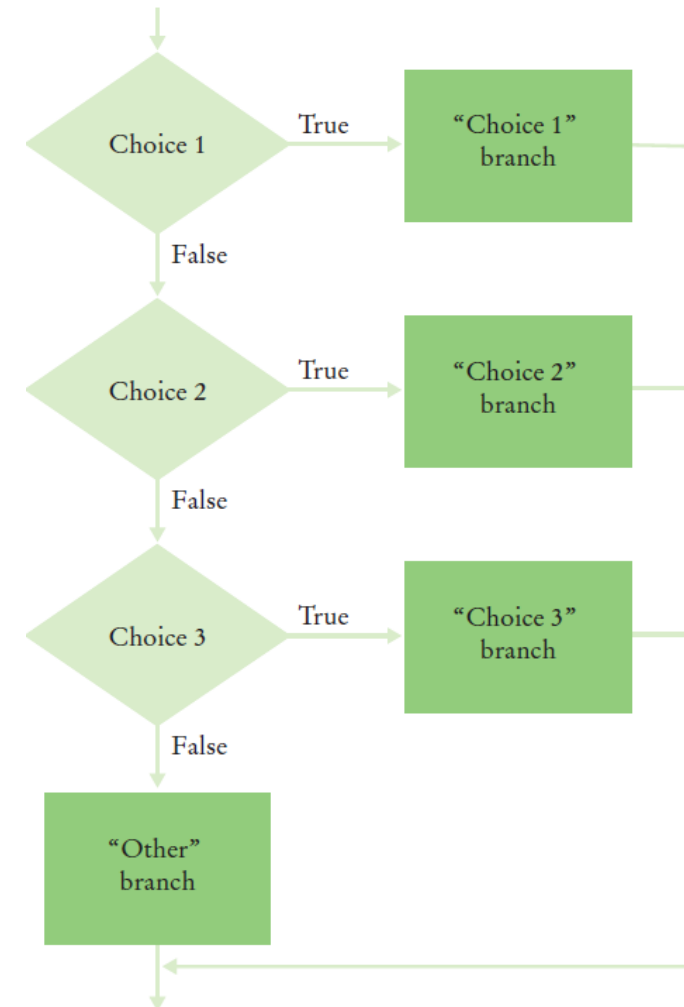 Choice 1
True
“Choice 1”
branch
False
Choice 2
True
“Choice 2”
branch
False
Choice 3
True
“Choice 3”
branch
False
“Other”
branch